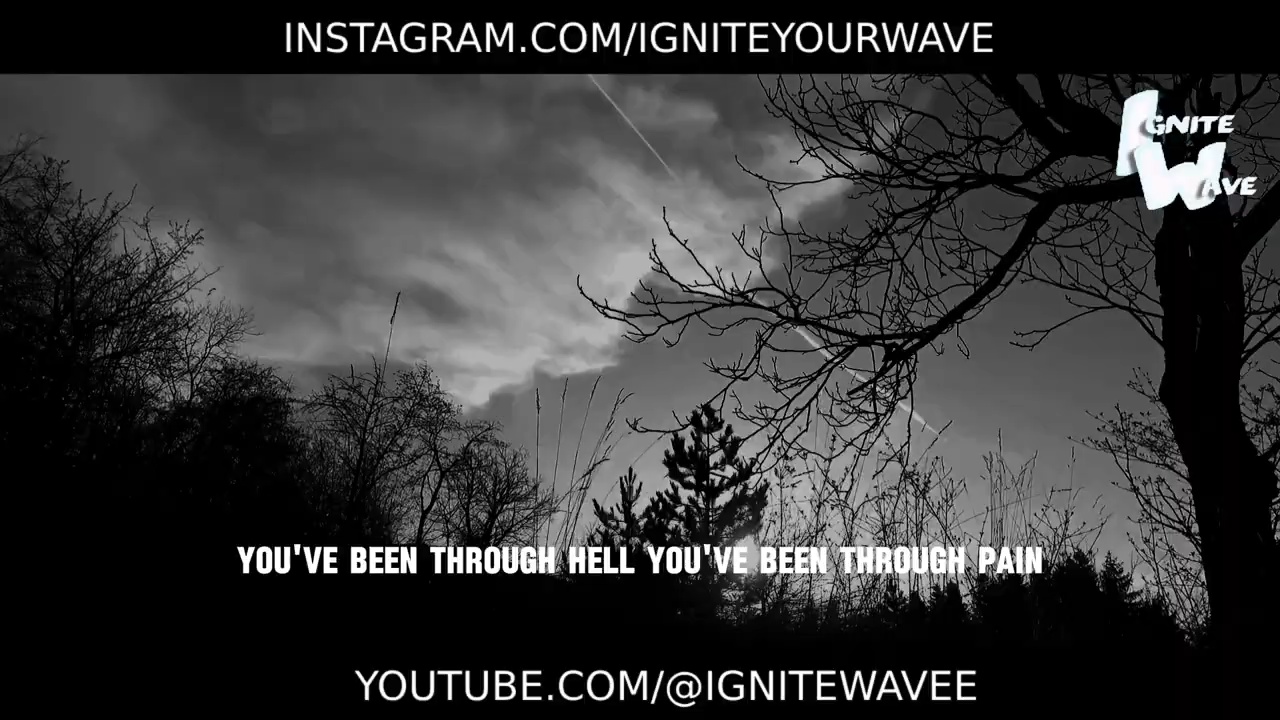 INSTAGRAM.COM/IGNITEYOURWAVE
IGNITE
WAVE
YOU'VE BEEN THROUGH HELL YOU'VE BEEN THROUGH PAIN
YOUTUBE.COM/@IGNITEWAVEE